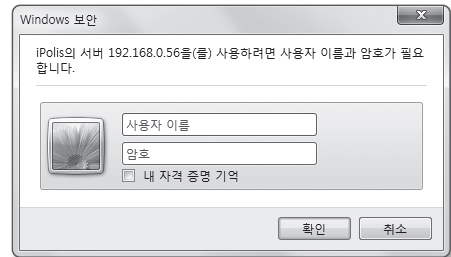 Windows 보안
iPolis의 서버 192.168.0.56을(를) 사용하려면 사용자 이름과 암호가 필요
합니다.
사용자 이름
암호
내 자격 증명 기억
확인
취소